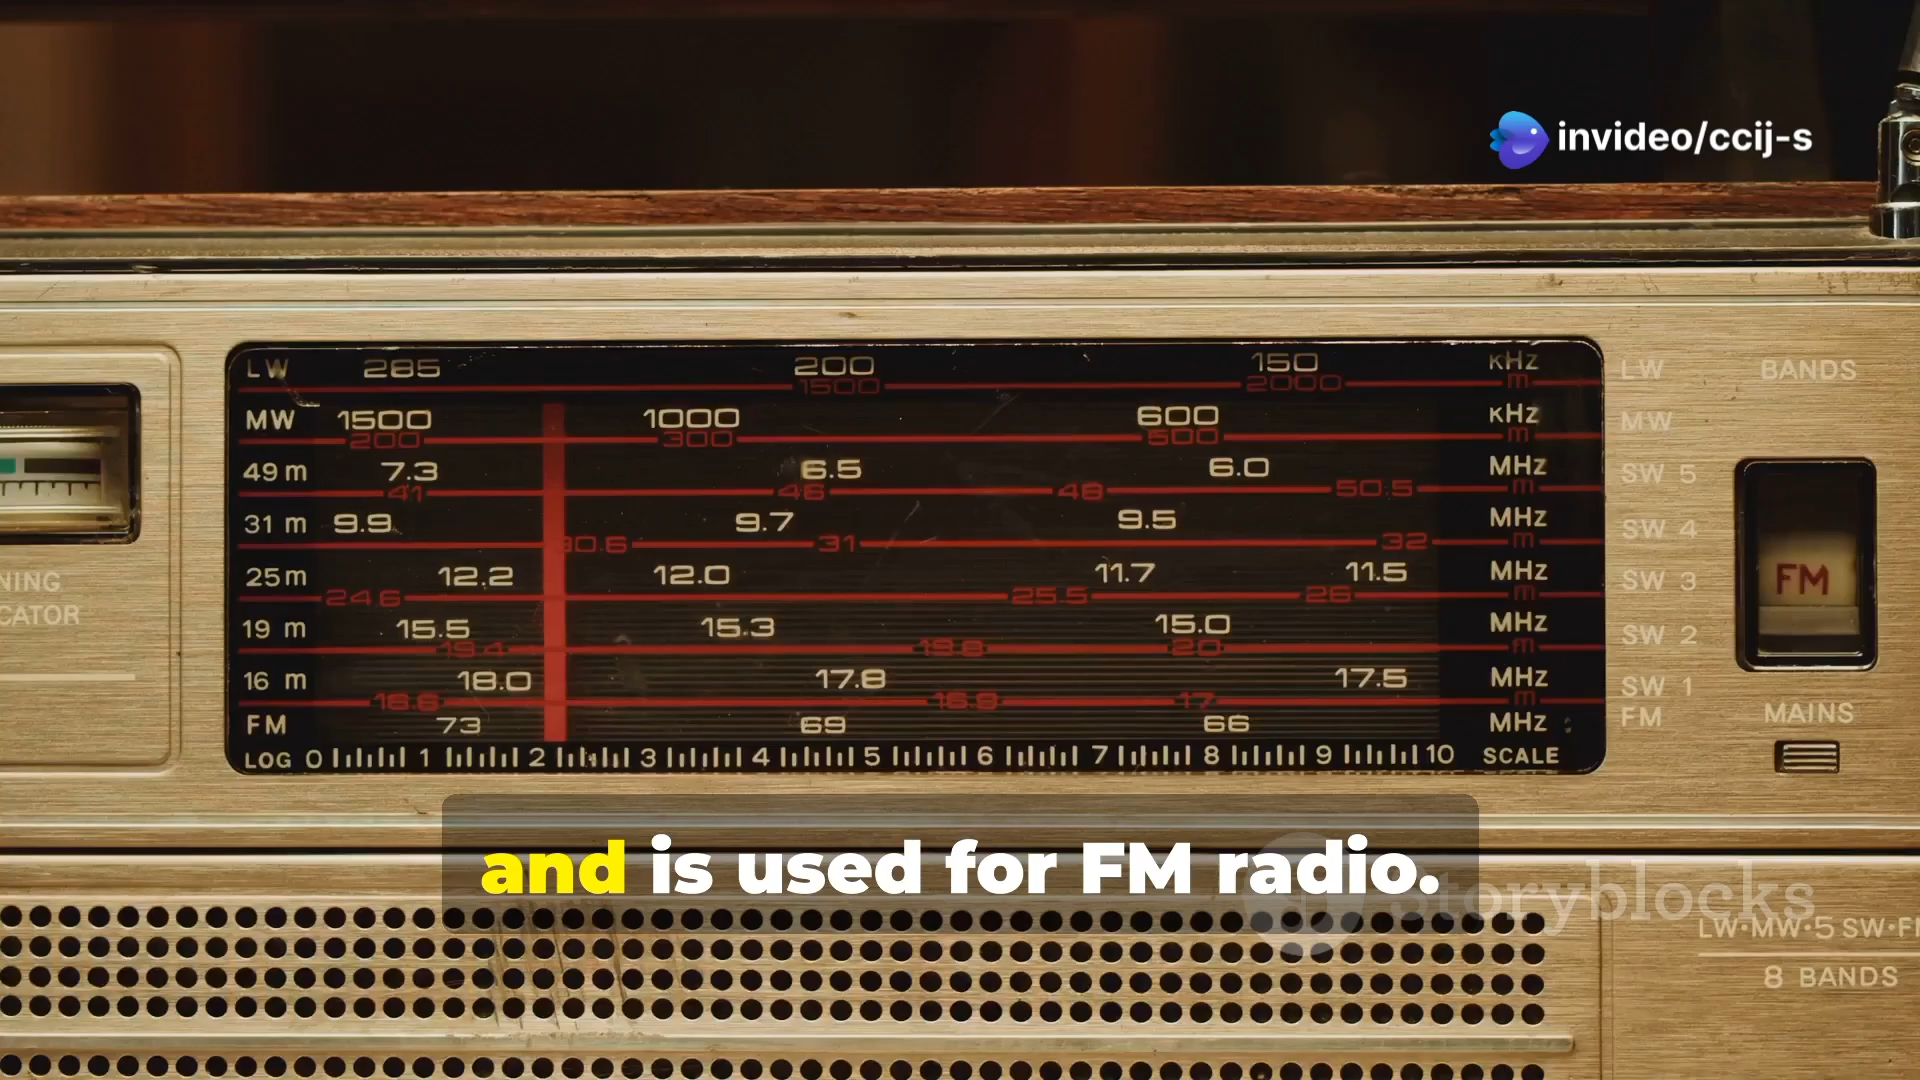 invideo/ccij-s
LW 285 200 150 KHz
1500 2000 m
MW 1500 1000 600 KHz
200 300 500 m
49 m 7.3 6.5 6.0 MHz
41 46 48 50.5 m
31 m 9.9 9.7 9.5 MHz
30.6 31 32 m
25 m 12.2 12.0 11.7 11.5 MHz
24.6 25.5 26 m
19 m 15.5 15.3 15.0 MHz
19.4 19.8 20 m
16 m 18.0 17.8 17.5 MHz
16.6 16.9 17 m
FM 73 69 66 MHz
LOG 0 1 2 3 4 5 6 7 8 9 10 SCALE
LW
MW
SW 5
SW 4
SW 3
SW 2
SW 1
FM
BANDS
FM
MAINS
NING
CATOR
and is used for FM radio.
Storyblocks
LW·MW·5 SW·F
8 BANDS